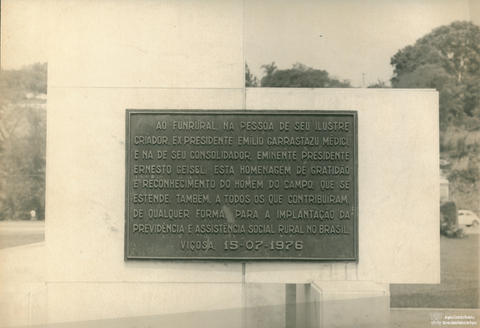 AO FUNRURAL, NA PESSOA DE SEU ILUSTRE
CRIADOR, EX-PRESIDENTE EMILIO GARRASTAZU MÉDICI,
E NA DE SEU CONSOLIDADOR, EMINENTE PRESIDENTE
ERNESTO GEISEL, ESTA HOMENAGEM DE GRATIDÃO
E RECONHECIMENTO DO HOMEM DO CAMPO, QUE SE
ESTENDE, TAMBÉM, A TODOS OS QUE CONTRIBUÍRAM,
DE QUALQUER FORMA, PARA A IMPLANTAÇÃO DA
PREVIDÊNCIA E ASSISTÊNCIA SOCIAL RURAL NO BRASIL.
VIÇOSA, 15-07-1976